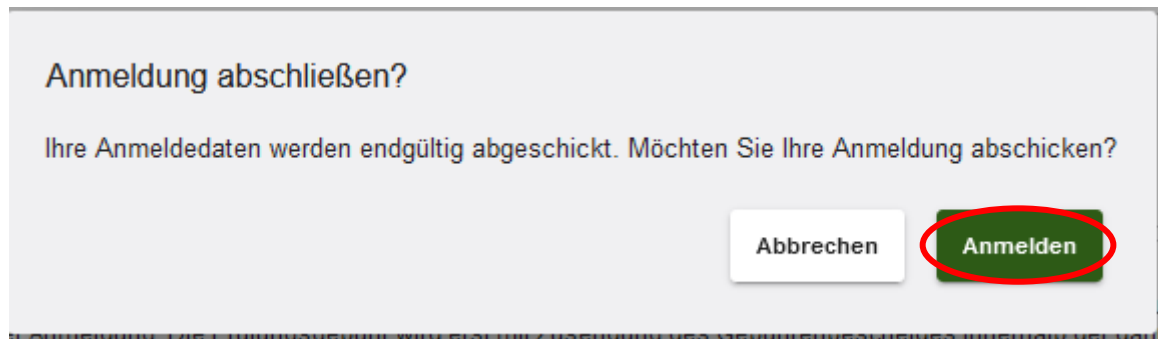 Anmeldung abschließen?
Ihre Anmeldedaten werden endgültig abgeschickt. Möchten Sie Ihre Anmeldung abschicken?
Abbrechen Anmelden